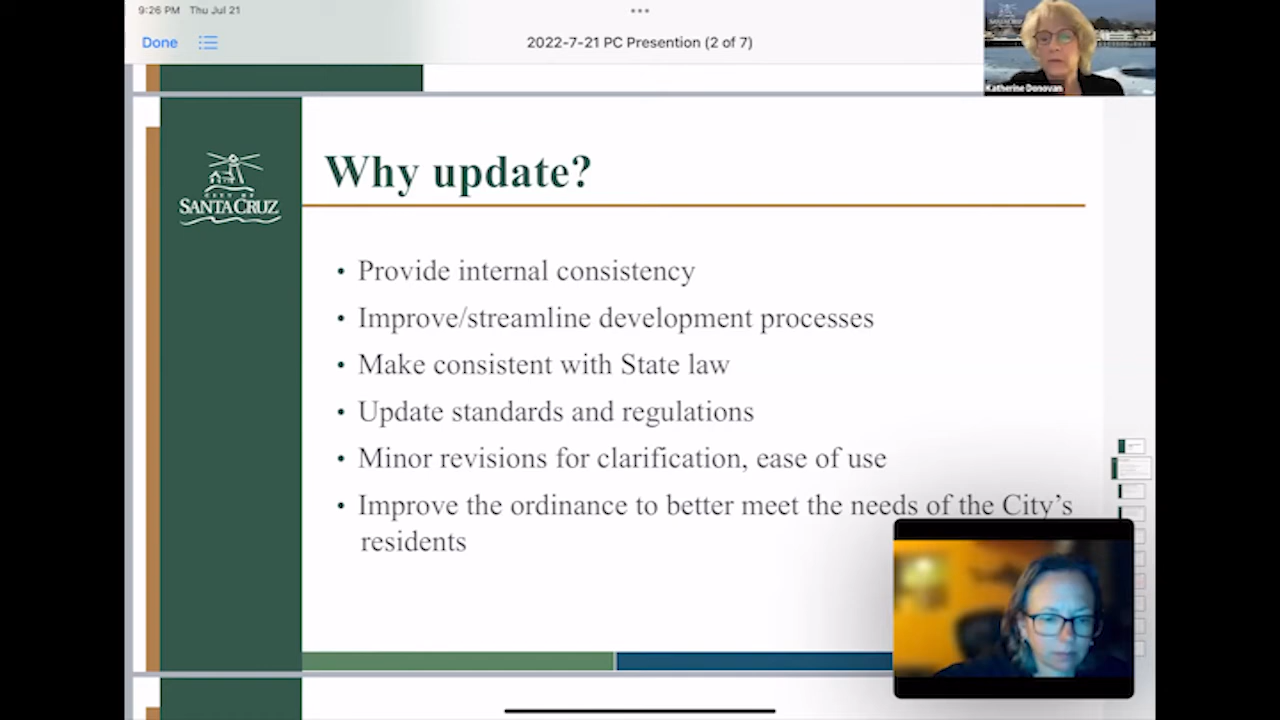 9:26 PM Thu Jul 21
Done
2022-7-21 PC Presention (2 of 7)
Katherine Donovan
CITY OF
SANTA CRUZ
Why update?
• Provide internal consistency
• Improve/streamline development processes
• Make consistent with State law
• Update standards and regulations
• Minor revisions for clarification, ease of use
• Improve the ordinance to better meet the needs of the City's
residents